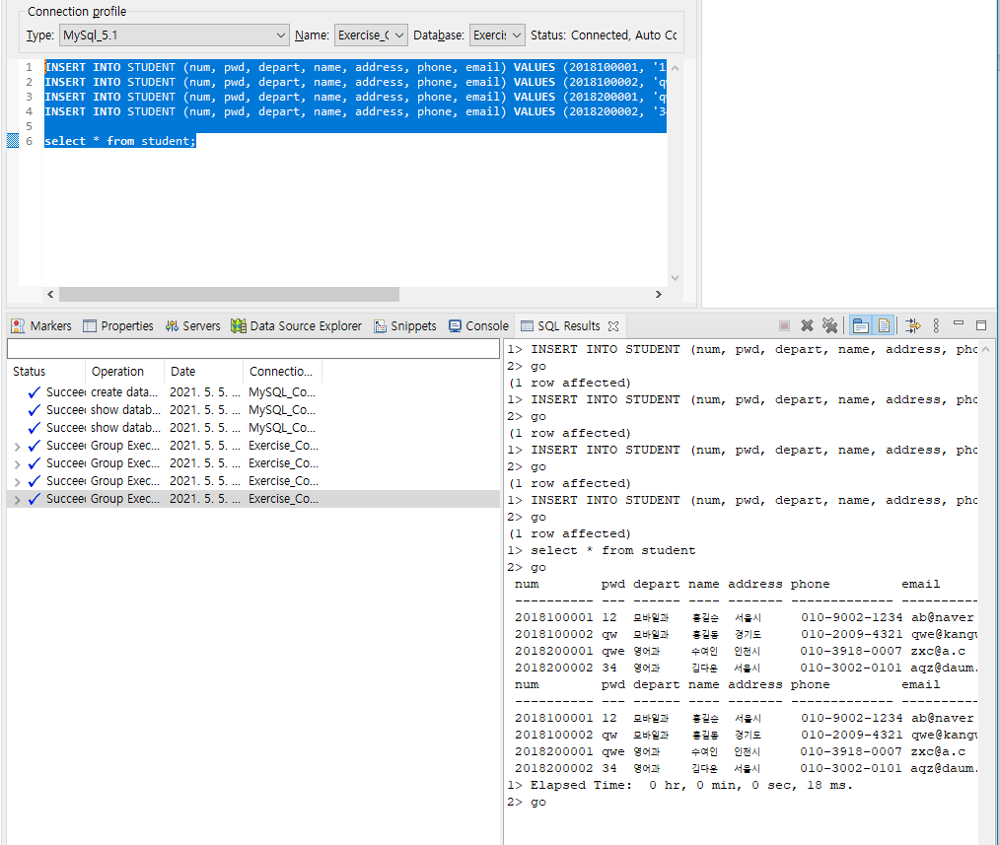 Connection profile
Type: MySql_5.1 Name: Exercise_( Database: Exerci: Status: Connected, Auto Co
1 INSERT INTO STUDENT (num, pwd, depart, name, address, phone, email) VALUES (2018100001, '1
2 INSERT INTO STUDENT (num, pwd, depart, name, address, phone, email) VALUES (2018100002, 'q
3 INSERT INTO STUDENT (num, pwd, depart, name, address, phone, email) VALUES (2018200001, 'q
4 INSERT INTO STUDENT (num, pwd, depart, name, address, phone, email) VALUES (2018200002, '3
5
6 select * from student;
Markers Properties Servers Data Source Explorer Snippets Console SQL Results
Status Operation Date Connectio...
Succee create data... 2021. 5. 5. ... MySQL_Co...
Succee show datab... 2021. 5. 5. ... MySQL_Co...
Succee show datab... 2021. 5. 5. ... MySQL_Co...
Succee Group Exec... 2021. 5. 5. ... Exercise_Co...
Succee Group Exec... 2021. 5. 5. ... Exercise_Co...
Succee Group Exec... 2021. 5. 5. ... Exercise_Co...
Succee Group Exec... 2021. 5. 5. ... Exercise_Co...
1> INSERT INTO STUDENT (num, pwd, depart, name, address, pho
2> go
(1 row affected)
1> INSERT INTO STUDENT (num, pwd, depart, name, address, pho
2> go
(1 row affected)
1> INSERT INTO STUDENT (num, pwd, depart, name, address, pho
2> go
(1 row affected)
1> INSERT INTO STUDENT (num, pwd, depart, name, address, pho
2> go
(1 row affected)
1> select * from student
2> go
num pwd depart name address phone email
---------- --- ------ ---- ------- ------------- ----------
2018100001 12 모바일과 홍길순 서울시 010-9002-1234 ab@naver
2018100002 qw 모바일과 홍길동 경기도 010-2009-4321 qwe@kangw
2018200001 qwe 영어과 수여인 인천시 010-3918-0007 zxc@a.c
2018200002 34 영어과 김다운 서울시 010-3002-0101 aqz@daum.
num pwd depart name address phone email
---------- --- ------ ---- ------- ------------- ----------
2018100001 12 모바일과 홍길순 서울시 010-9002-1234 ab@naver
2018100002 qw 모바일과 홍길동 경기도 010-2009-4321 qwe@kangw
2018200001 qwe 영어과 수여인 인천시 010-3918-0007 zxc@a.c
2018200002 34 영어과 김다운 서울시 010-3002-0101 aqz@daum.
1> Elapsed Time:  0 hr, 0 min, 0 sec, 18 ms.
2> go